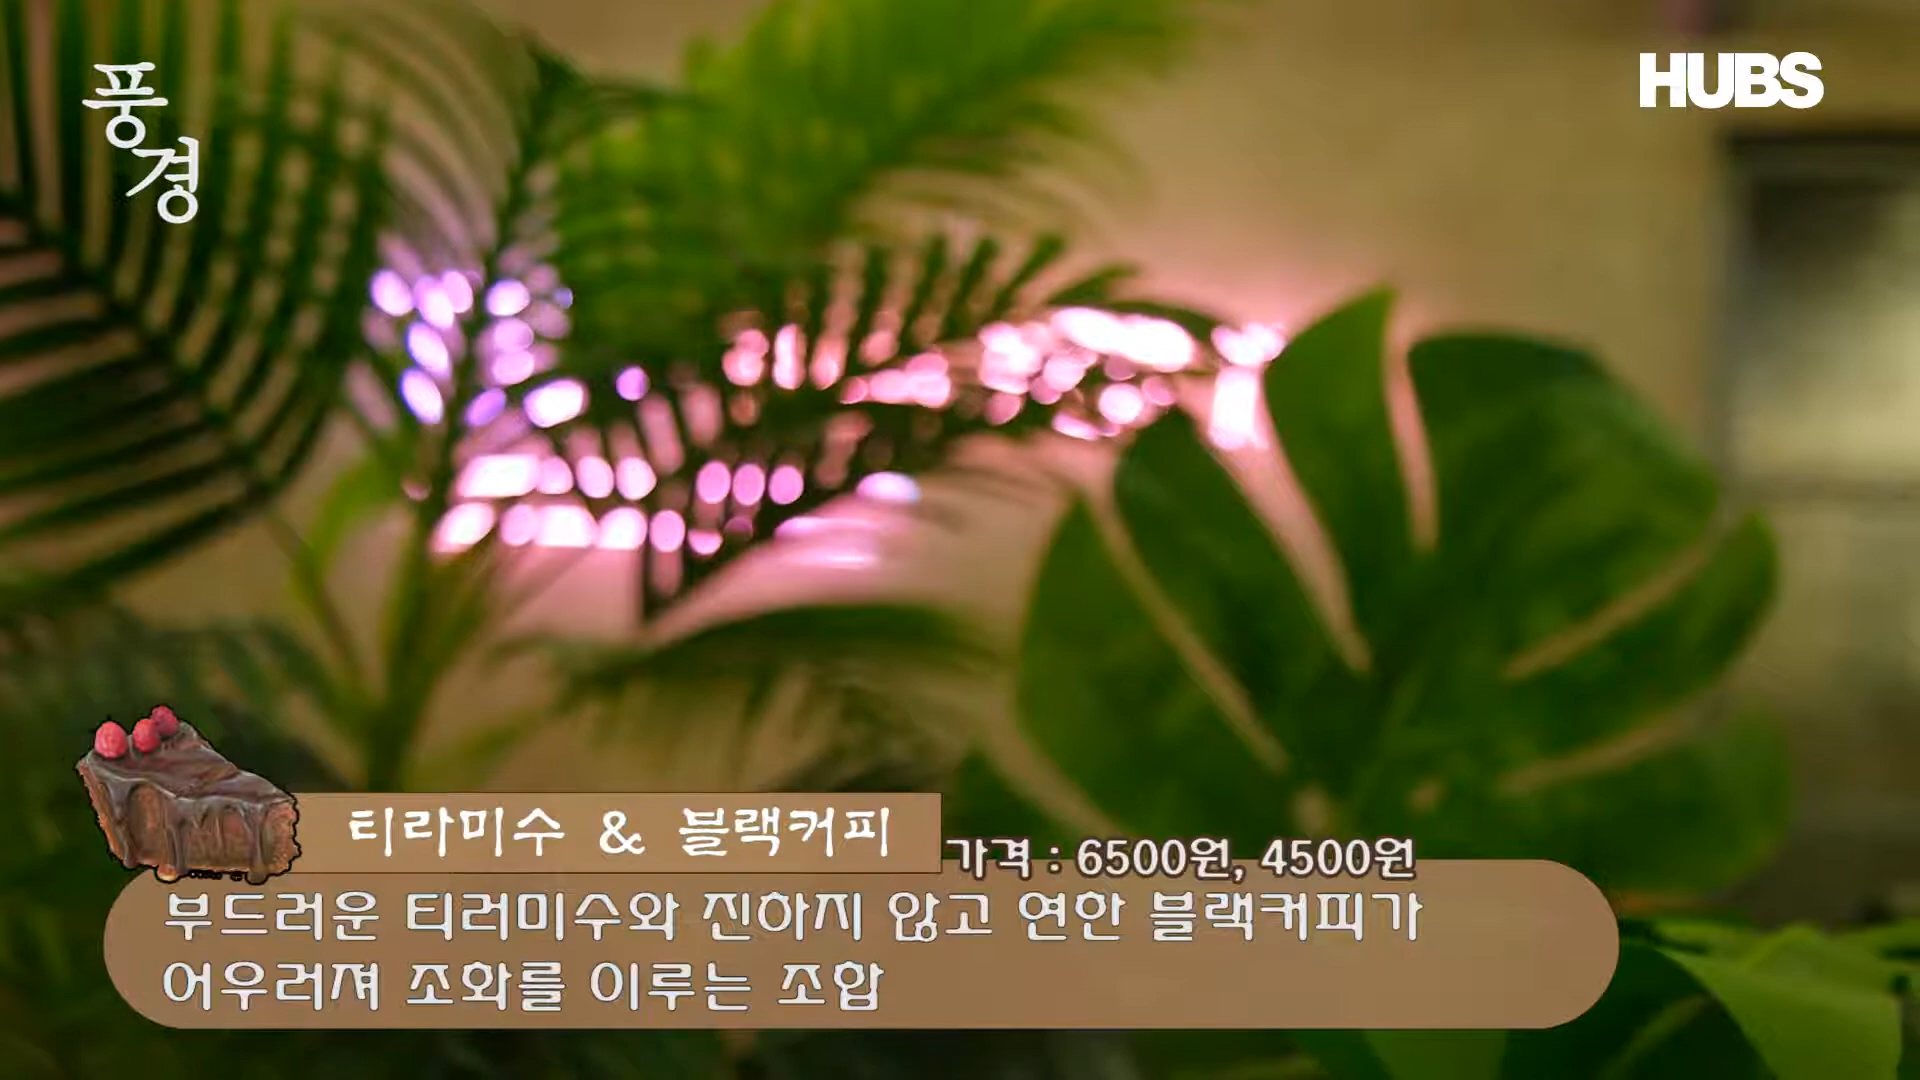 풍경
HUBS
티라미수 & 블랙커피
가격 : 6500원, 4500원
부드러운 티러미수와 진하지 않고 연한 블랙커피가
어우러져 조화를 이루는 조합